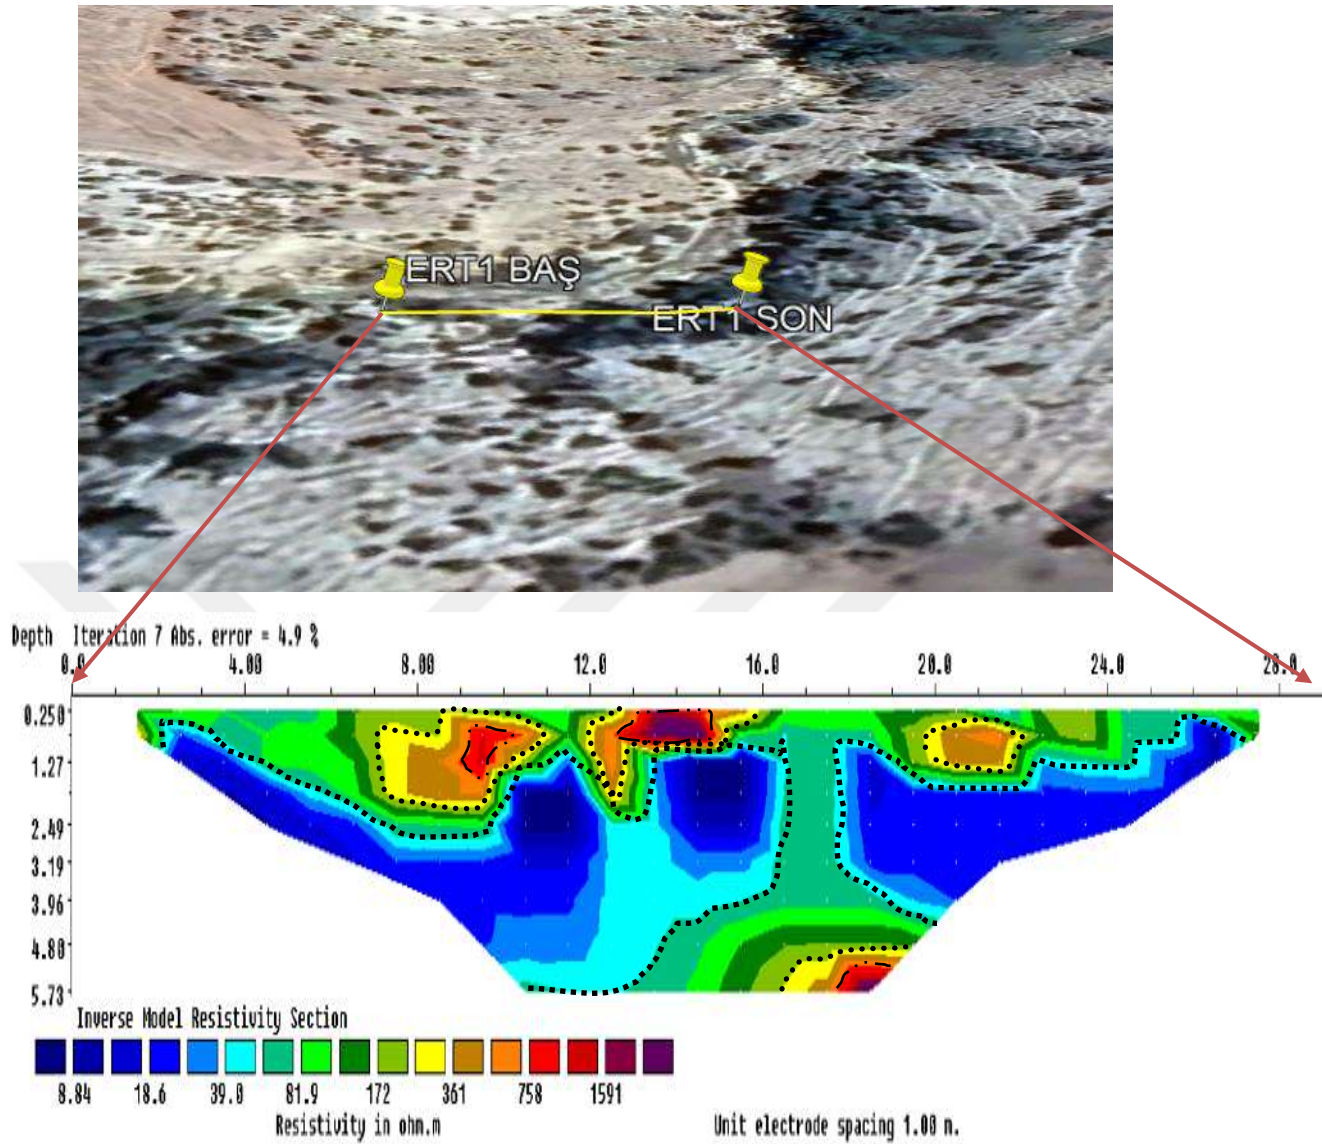 ERT1 BAŞ
ERT1 SON
Depth Iteration 7 Abs. error = 4.9 %
0.0 4.00 8.00 12.0 16.0 20.0 24.0 28.0
0.250
1.27
2.49
3.19
3.96
4.80
5.73
Inverse Model Resistivity Section
8.84 18.6 39.0 81.9 172 361 758 1591
Resistivity in ohm.m Unit electrode spacing 1.00 m.